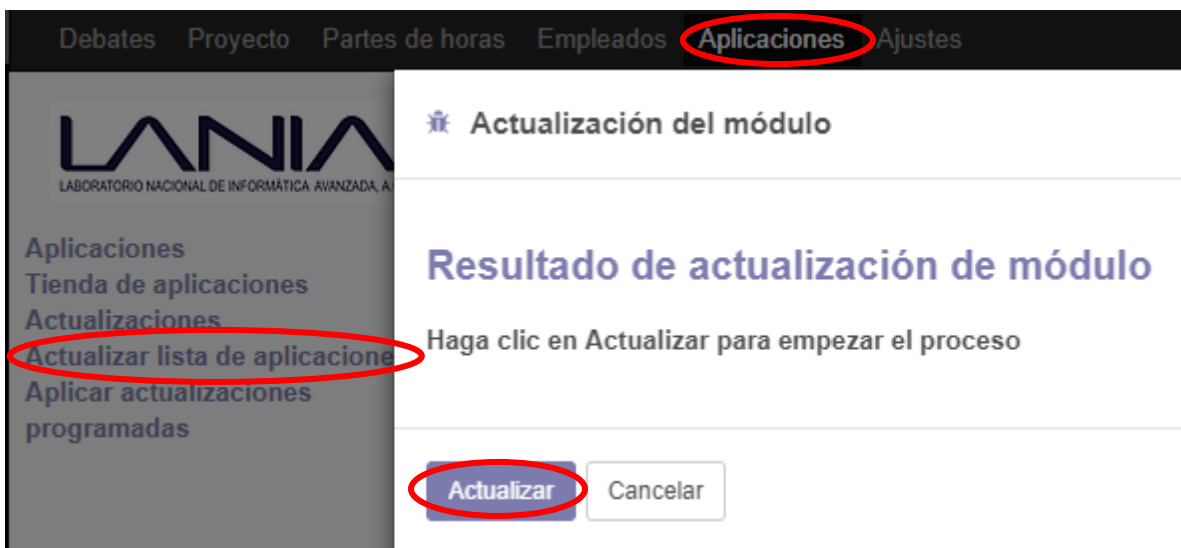 Debates Proyecto Partes de horas Empleados Aplicaciones Ajustes
LANIA
LABORATORIO NACIONAL DE INFORMÁTICA AVANZADA, A.
Aplicaciones
Tienda de aplicaciones
Actualizaciones
Actualizar lista de aplicacione
Aplicar actualizaciones
programadas
Actualización del módulo
Resultado de actualización de módulo
Haga clic en Actualizar para empezar el proceso
Actualizar Cancelar